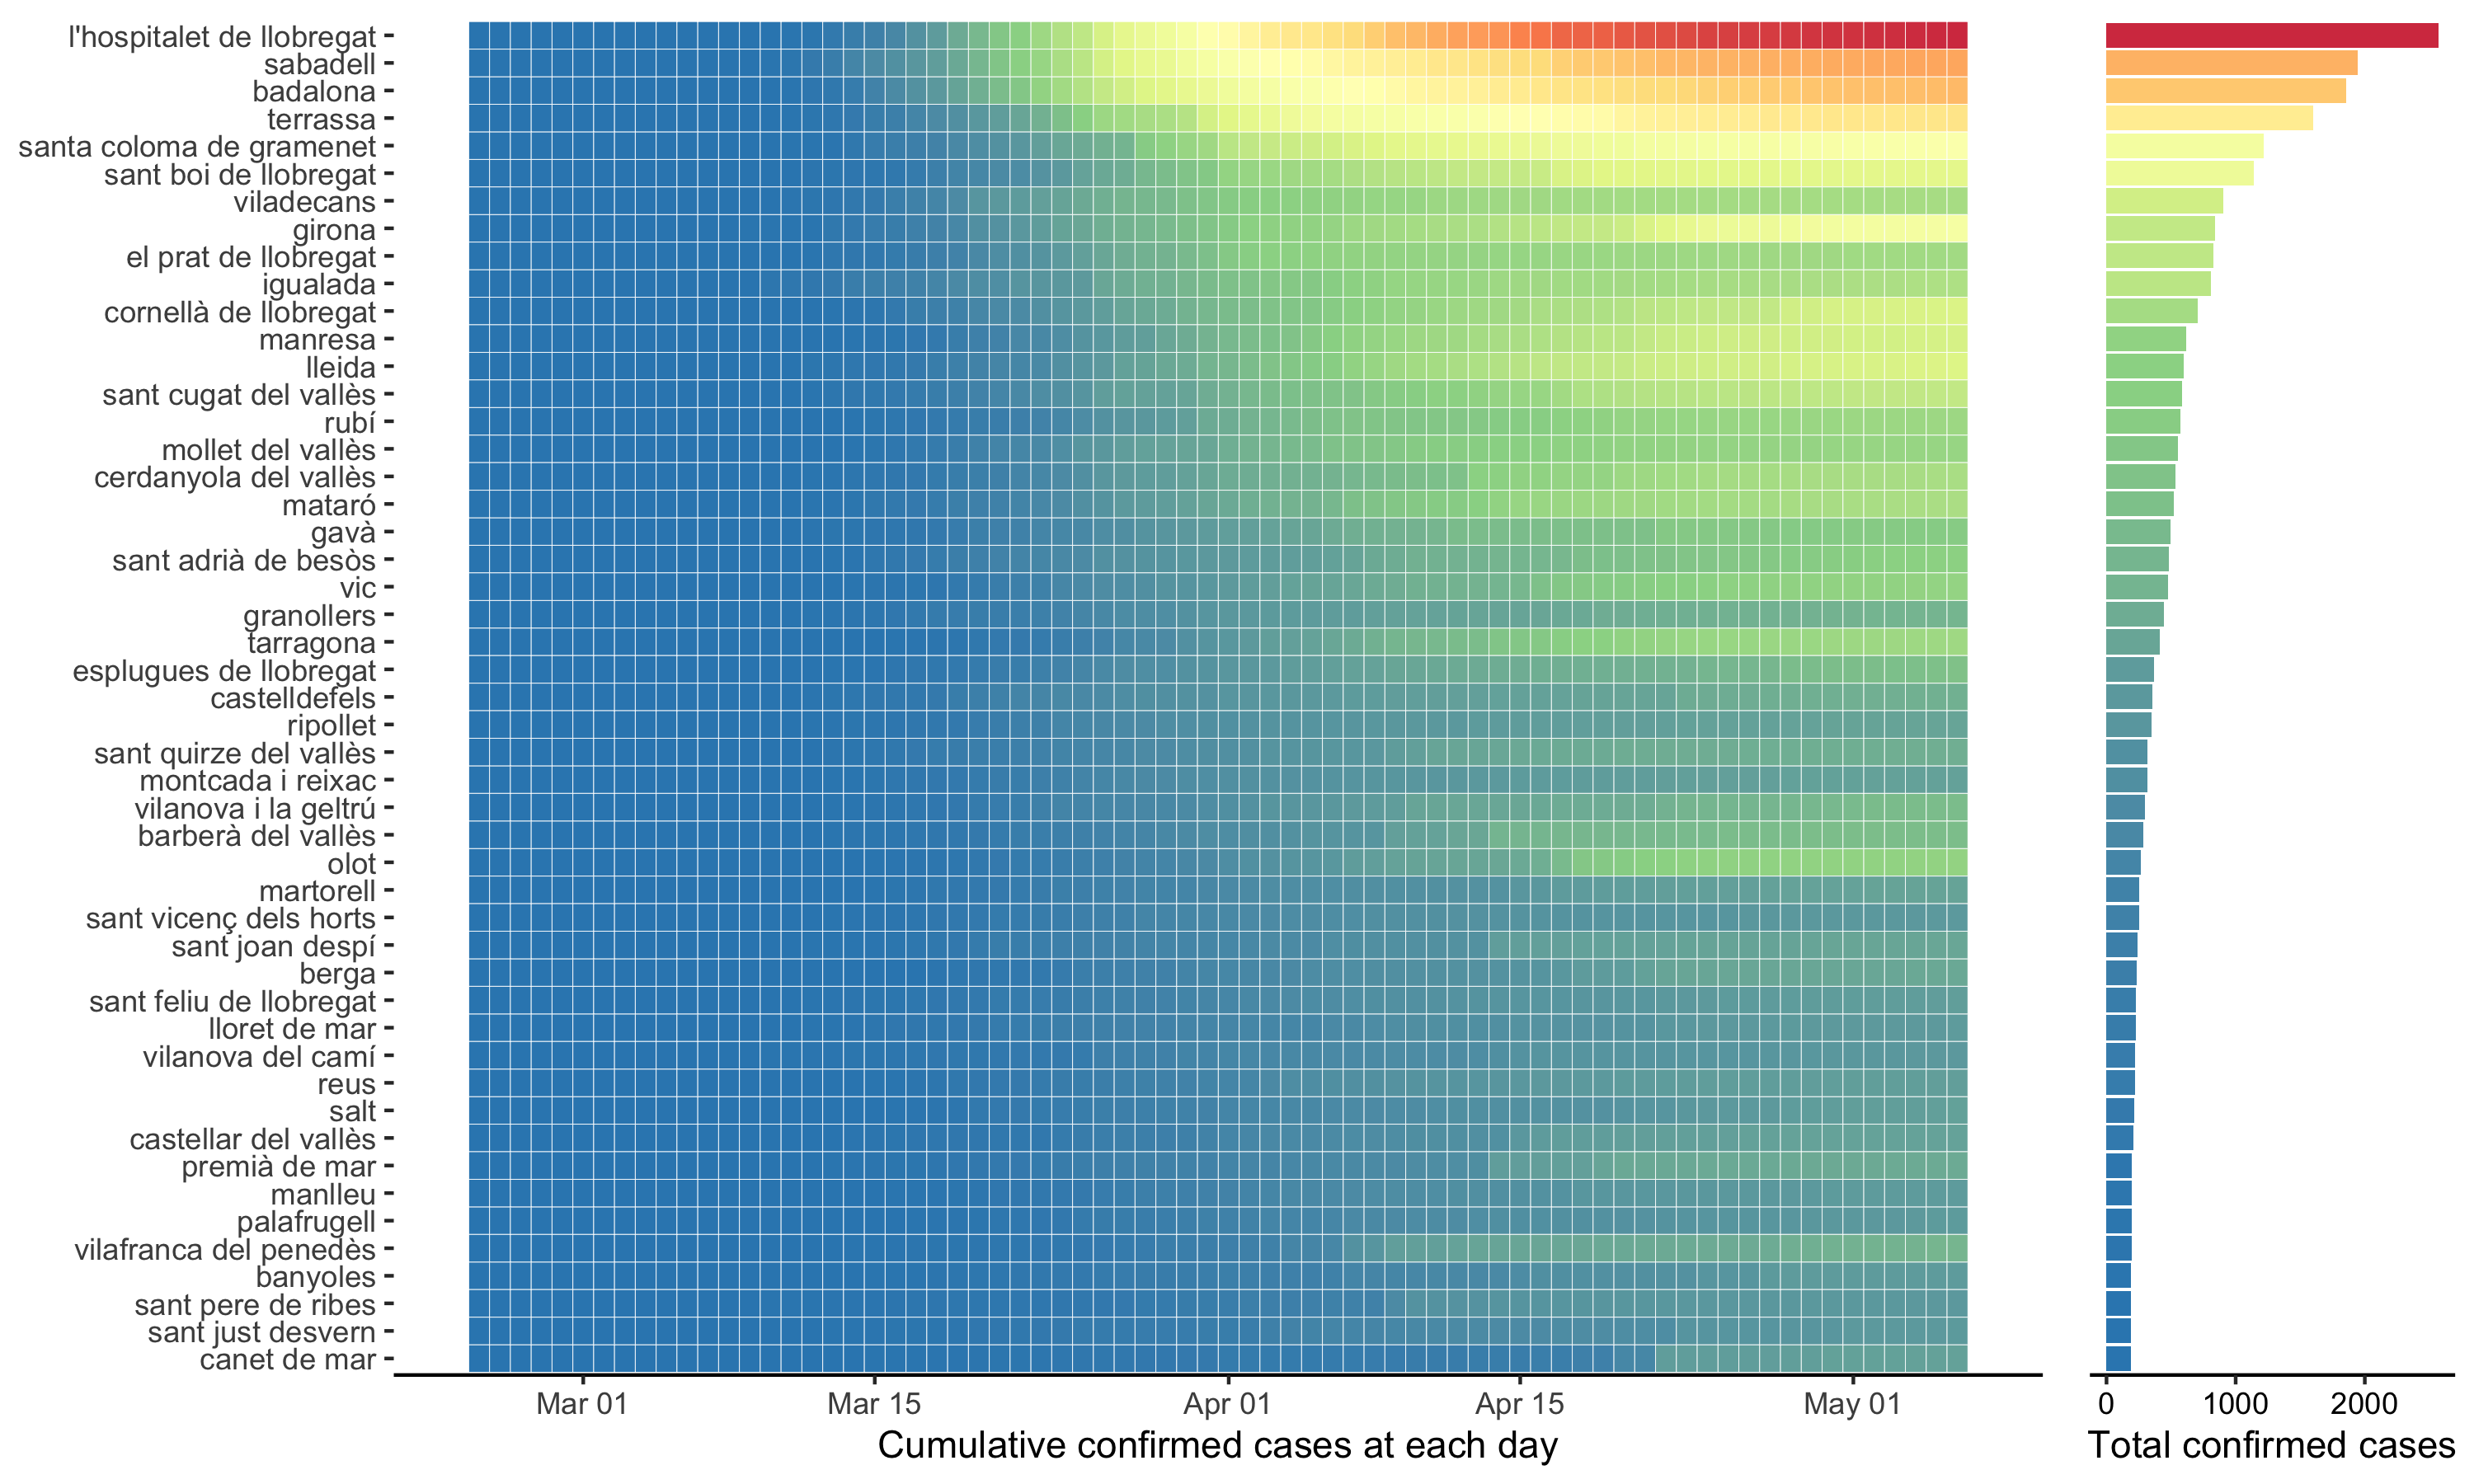 l'hospitalet de llobregat
sabadell
badalona
terrassa
santa coloma de gramenet
sant boi de llobregat
viladecans
girona
el prat de llobregat
igualada
cornellà de llobregat
manresa
lleida
sant cugat del vallès
rubí
mollet del vallès
cerdanyola del vallès
mataró
gavà
sant adrià de besòs
vic
granollers
tarragona
esplugues de llobregat
castelldefels
ripollet
sant quirze del vallès
montcada i reixac
vilanova i la geltrú
barberà del vallès
olot
martorell
sant vicenç dels horts
sant joan despí
berga
sant feliu de llobregat
lloret de mar
vilanova del camí
reus
salt
castellar del vallès
premià de mar
manlleu
palafrugell
vilafranca del penedès
banyoles
sant pere de ribes
sant just desvern
canet de mar
Mar 01 Mar 15 Apr 01 Apr 15 May 01
Cumulative confirmed cases at each day
0 1000 2000
Total confirmed cases